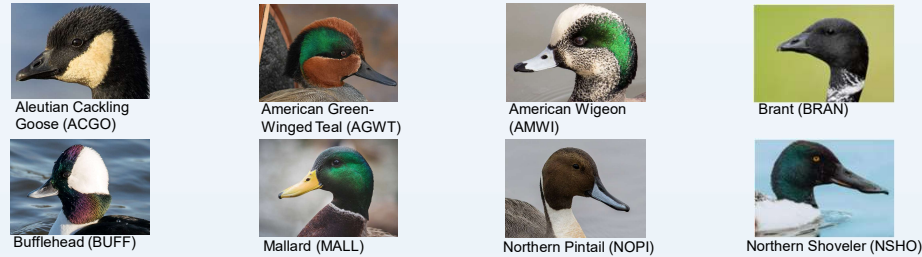 Aleutian Cackling
Goose (ACGO)
American Green-
Winged Teal (AGWT)
American Wigeon
(AMWI)
Brant (BRAN)
Bufflehead (BUFF)
Mallard (MALL)
Northern Pintail (NOPI)
Northern Shoveler (NSHO)